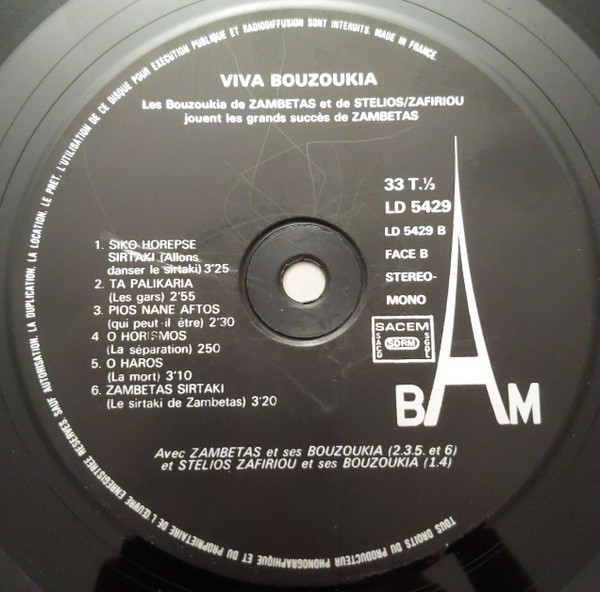 TOUS DROITS DU PRODUCTEUR PHONOGRAPHIQUE ET DU PROPRIETAIRE DE L'ŒUVRE ENREGISTREE RESERVES. SAUF AUTORISATION. LA DUPLICATION. LA LOCATION. LE PRET. L'UTILISATION DE CE DISQUE POUR EXECUTION PUBLIQUE ET RADIODIFFUSION SONT INTERDITS. MADE IN FRANCE.
VIVA BOUZOUKIA
Les Bouzoukia de ZAMBETAS et de STELIOS/ZAFIRIOU
jouent les grands succès de ZAMBETAS
33 T.⅓
LD 5429
LD 5429 B
FACE B
STEREO-
MONO
SACEM
SACD
SDRM
SGDL
BAM
1. SIKO HOREPSE
SIRTAKI (Allons
danser le sirtaki) 3'25
2. TA PALIKARIA
(Les gars) 2'55
3. PIOS NANE AFTOS
(qui peut-il être) 2'30
4 O HORISMOS
(La séparation) 250
5. O HAROS
(La mort) 3'10
6. ZAMBETAS SIRTAKI
(Le sirtaki de Zambetas) 3'20
Avec ZAMBETAS et ses BOUZOUKIA (2.3.5. et 6)
et STELIOS ZAFIRIOU et ses BOUZOUKIA (1.4)